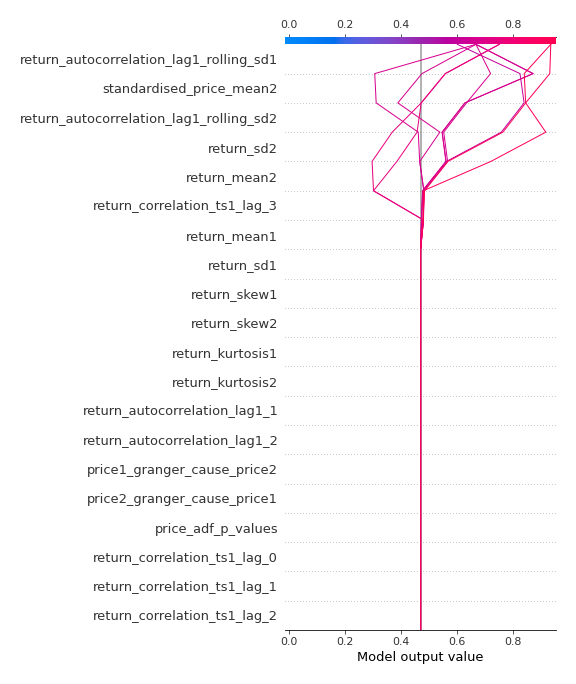 0.0 0.2 0.4 0.6 0.8
return_autocorrelation_lag1_rolling_sd1
standardised_price_mean2
return_autocorrelation_lag1_rolling_sd2
return_sd2
return_mean2
return_correlation_ts1_lag_3
return_mean1
return_sd1
return_skew1
return_skew2
return_kurtosis1
return_kurtosis2
return_autocorrelation_lag1_1
return_autocorrelation_lag1_2
price1_granger_cause_price2
price2_granger_cause_price1
price_adf_p_values
return_correlation_ts1_lag_0
return_correlation_ts1_lag_1
return_correlation_ts1_lag_2
0.0 0.2 0.4 0.6 0.8
Model output value